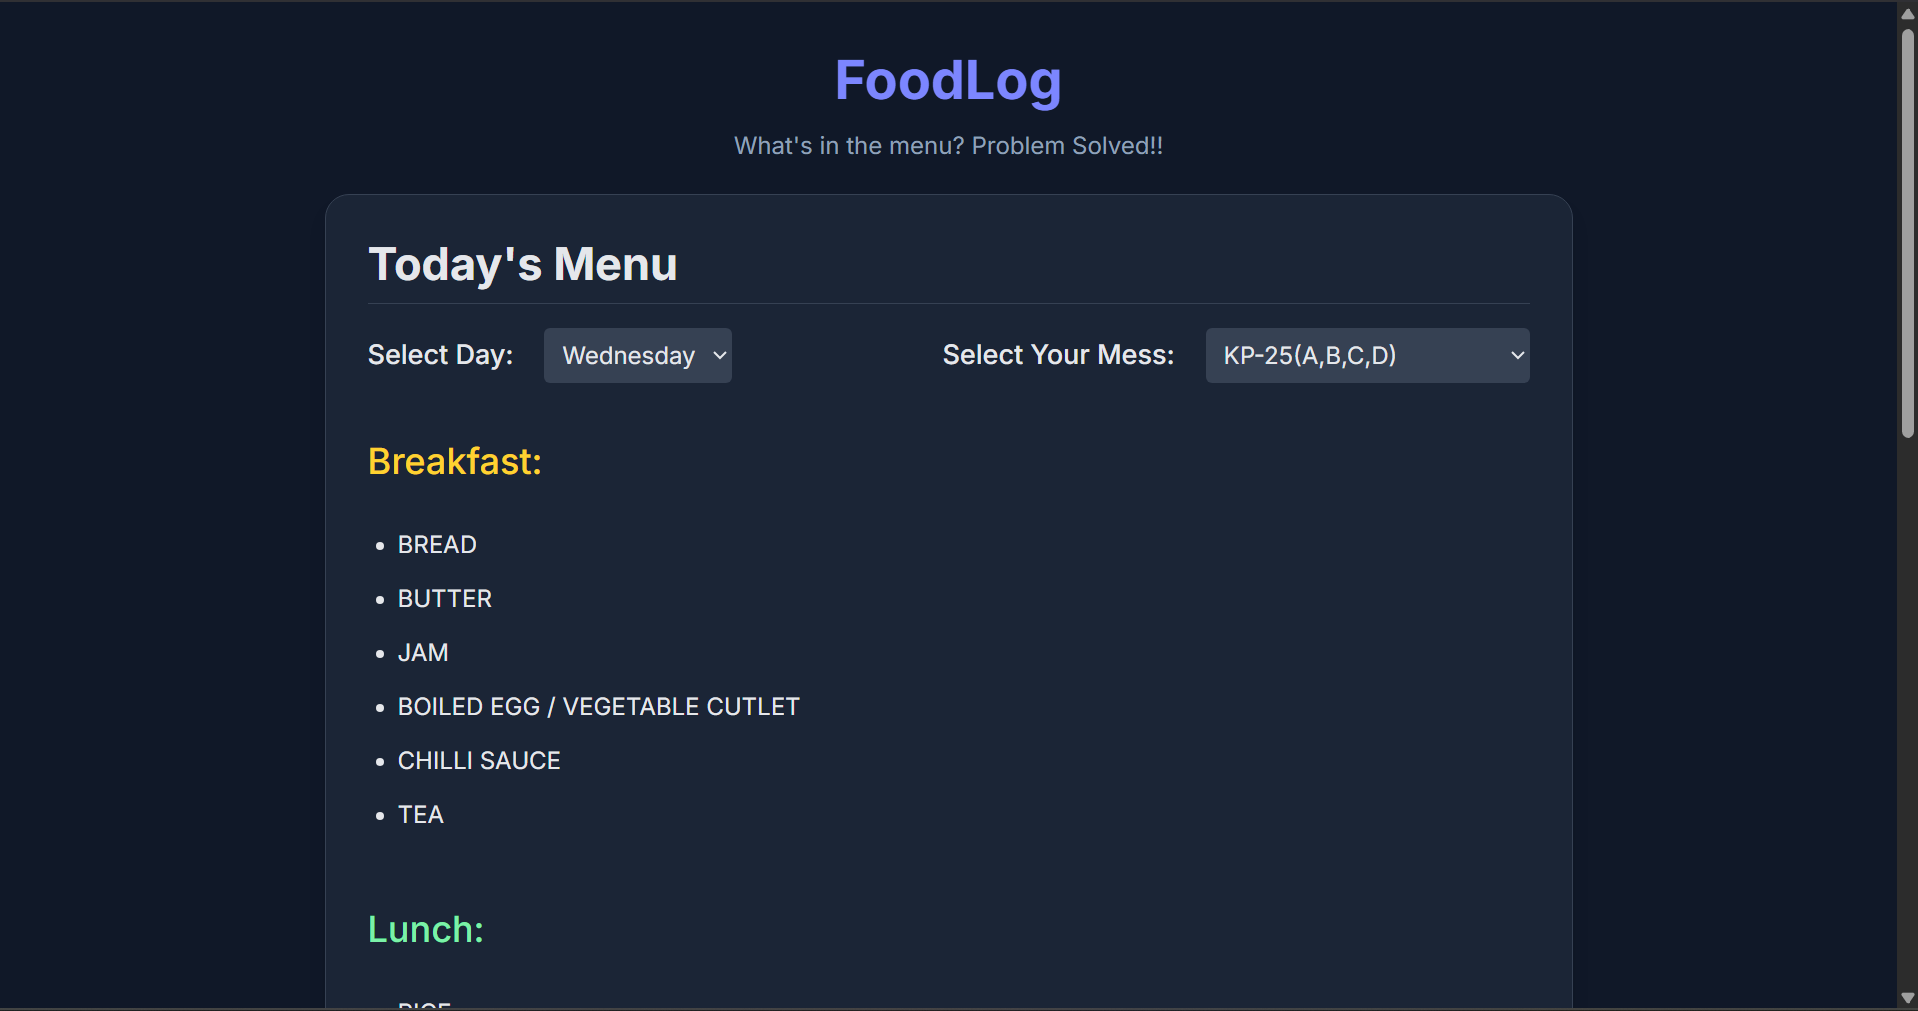 FoodLog
What's in the menu? Problem Solved!!
Today's Menu
Select Day: Wednesday Select Your Mess: KP-25(A,B,C,D)
Breakfast:
BREAD
BUTTER
JAM
BOILED EGG / VEGETABLE CUTLET
CHILLI SAUCE
TEA
Lunch: